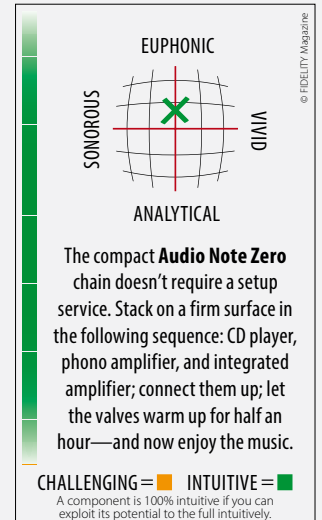 © FIDELITY Magazine
EUPHONIC
SONOROUS
VIVID
ANALYTICAL
The compact Audio Note Zero
chain doesn’t require a setup
service. Stack on a firm surface in
the following sequence: CD player,
phono amplifier, and integrated
amplifier; connect them up; let
the valves warm up for half an
hour—and now enjoy the music.
CHALLENGING = INTUITIVE =
A component is 100% intuitive if you can
exploit its potential to the full intuitively.